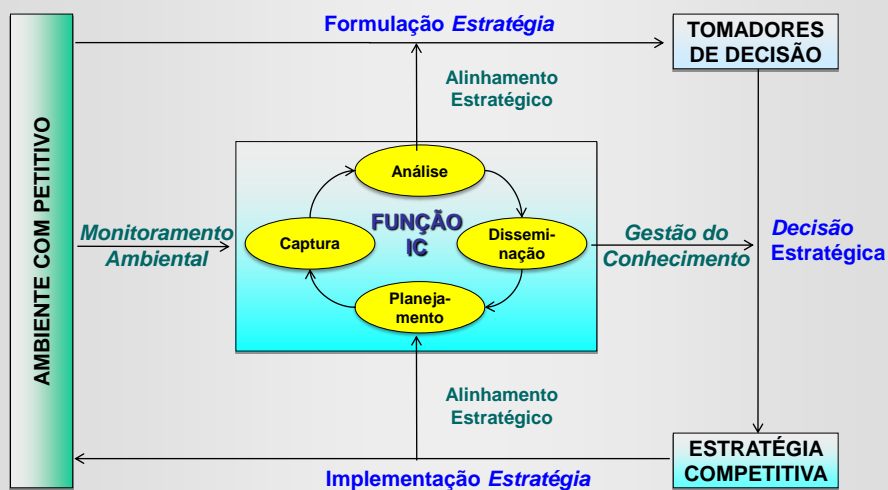 Formulação Estratégia
TOMADORES
DE DECISÃO
Alinhamento
Estratégico
AMBIENTE COM PETITIVO
Análise
FUNÇÃO
IC
Captura
Dissemi-
nação
Planeja-
mento
Monitoramento
Ambiental
Gestão do
Conhecimento
Decisão
Estratégica
Alinhamento
Estratégico
ESTRATÉGIA
COMPETITIVA
Implementação Estratégia